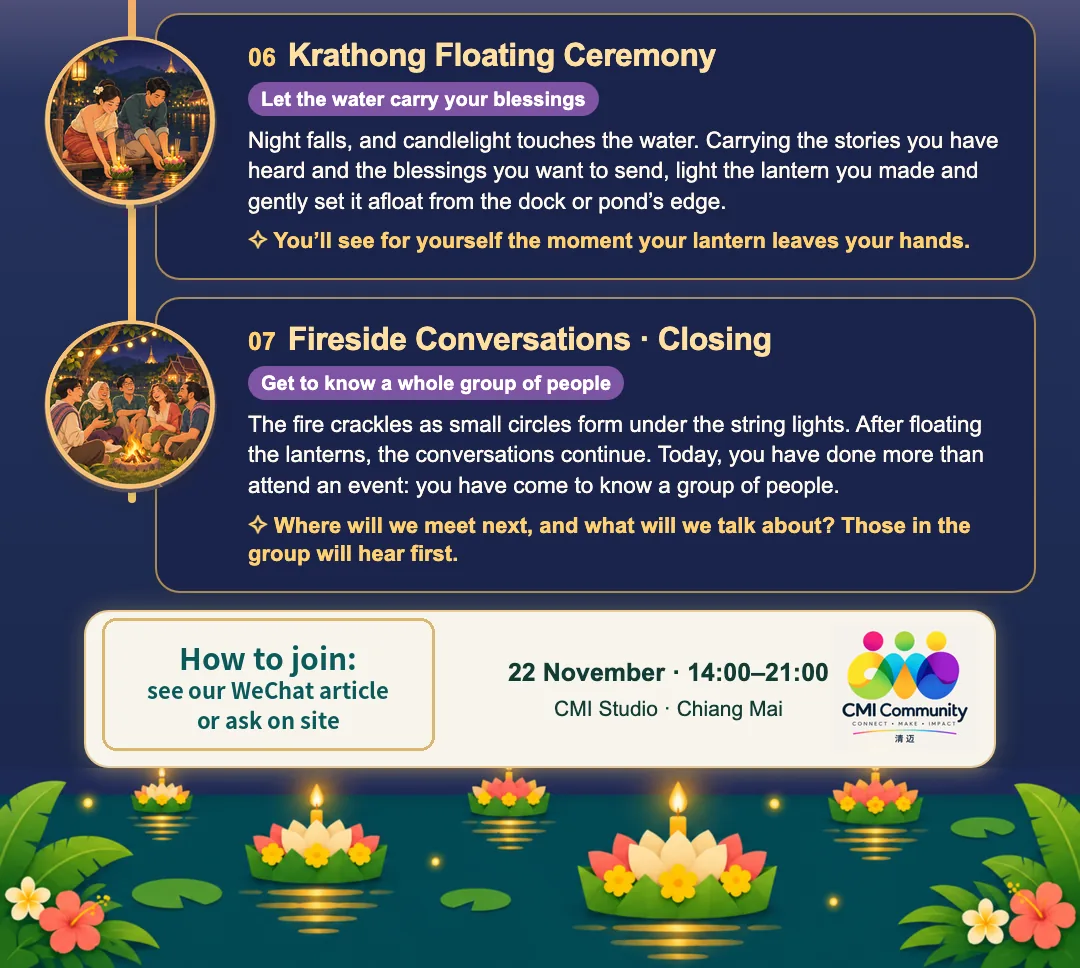 06 Krathong Floating Ceremony
Let the water carry your blessings
Night falls, and candlelight touches the water. Carrying the stories you have
heard and the blessings you want to send, light the lantern you made and
gently set it afloat from the dock or pond’s edge.
✧ You’ll see for yourself the moment your lantern leaves your hands.
07 Fireside Conversations · Closing
Get to know a whole group of people
The fire crackles as small circles form under the string lights. After floating
the lanterns, the conversations continue. Today, you have done more than
attend an event: you have come to know a group of people.
✧ Where will we meet next, and what will we talk about? Those in the
group will hear first.
How to join:
see our WeChat article
or ask on site
22 November · 14:00–21:00
CMI Studio · Chiang Mai
CMI Community
CONNECT • MAKE • IMPACT
清迈